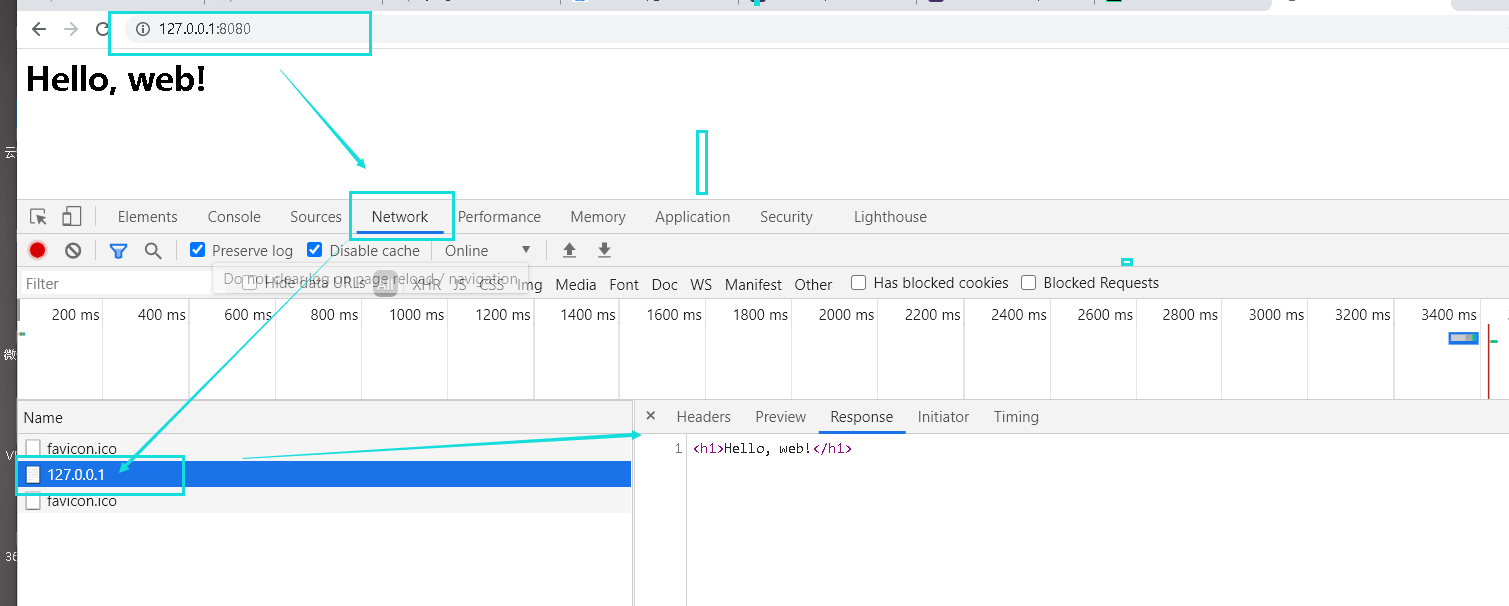 127.0.0.1:8080
Hello, web!
Elements Console Sources Network Performance Memory Application Security Lighthouse
Preserve log Disable cache Online
Do not clear log on page reload / navigation
Filter Hide data URLs All XHR JS CSS Img Media Font Doc WS Manifest Other Has blocked cookies Blocked Requests
200 ms 400 ms 600 ms 800 ms 1000 ms 1200 ms 1400 ms 1600 ms 1800 ms 2000 ms 2200 ms 2400 ms 2600 ms 2800 ms 3000 ms 3200 ms 3400 ms
Name Headers Preview Response Initiator Timing
favicon.ico 1 <h1>Hello, web!</h1>
127.0.0.1
favicon.ico